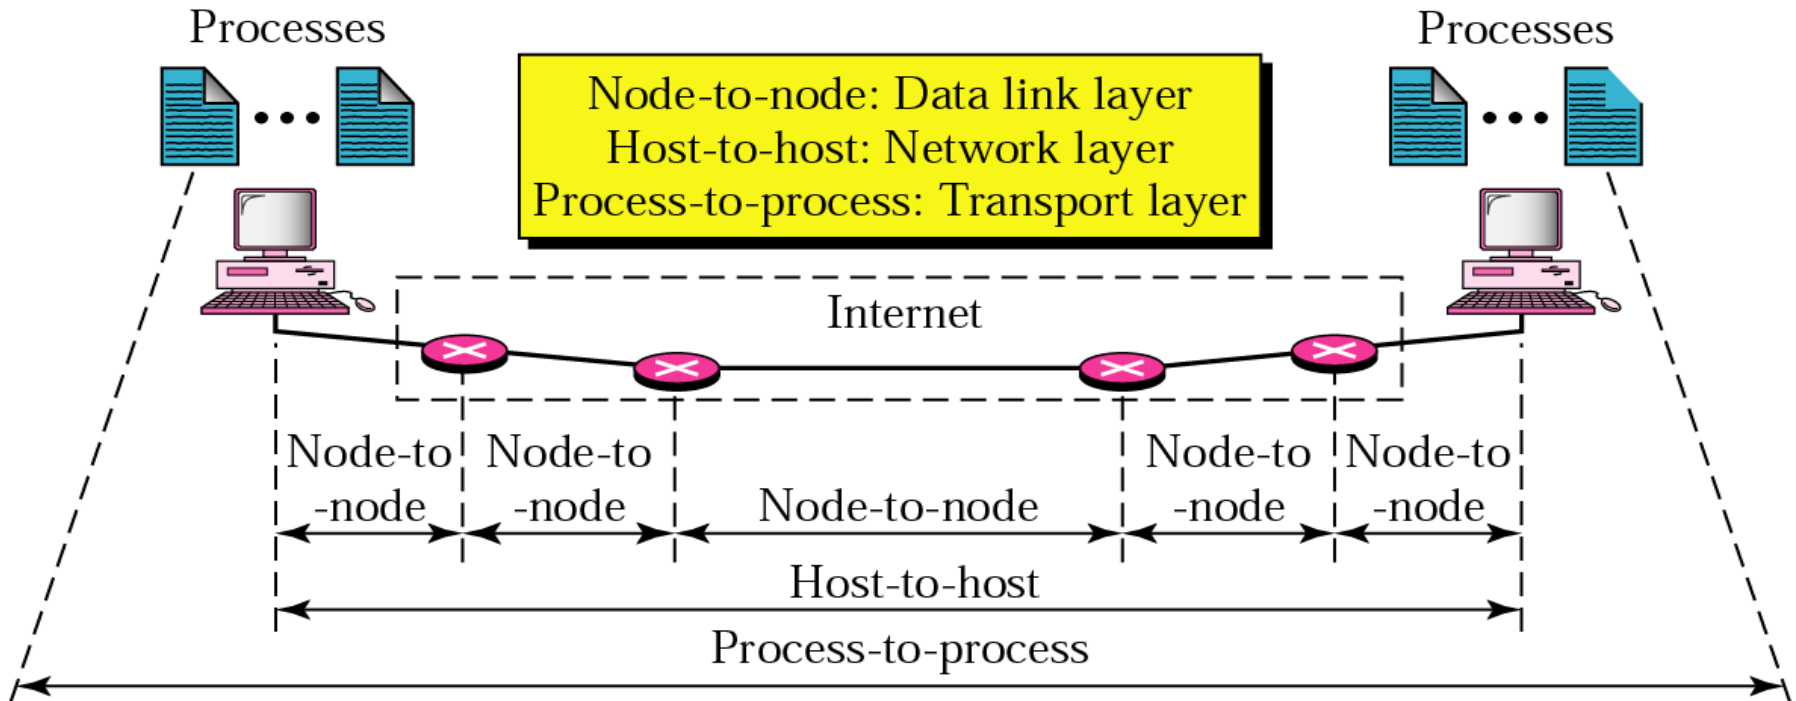 Processes
Processes
Node-to-node: Data link layer
Host-to-host: Network layer
Process-to-process: Transport layer
Internet
Node-to
-node
Node-to
-node
Node-to-node
Node-to
-node
Node-to
-node
Host-to-host
Process-to-process